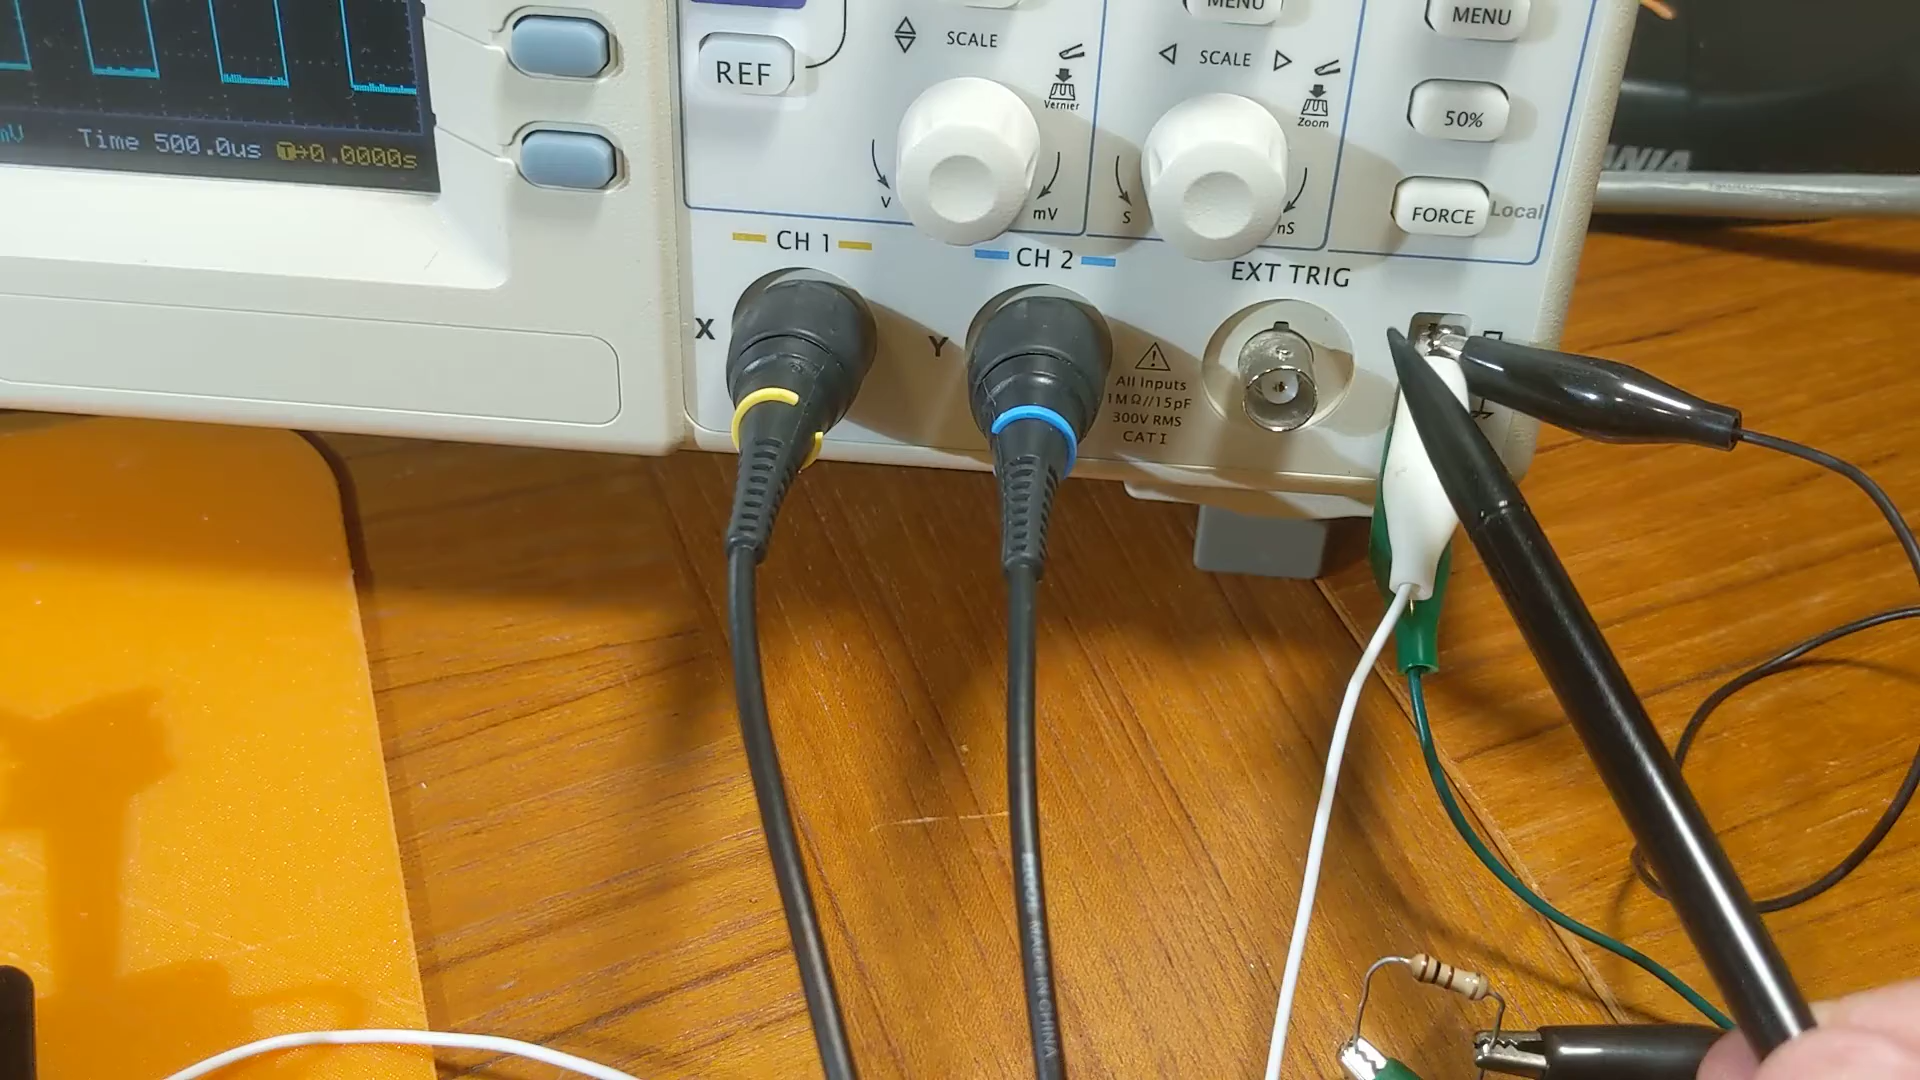 MENU
MENU
SCALE
SCALE
REF
Vernier
Zoom
50%
mV
Time 500.0us
T→0.0000s
V
mV
S
nS
FORCE
Local
CH 1
CH 2
EXT TRIG
X
Y
All Inputs
1MΩ//15pF
300V RMS
CAT I
MADE IN CHINA